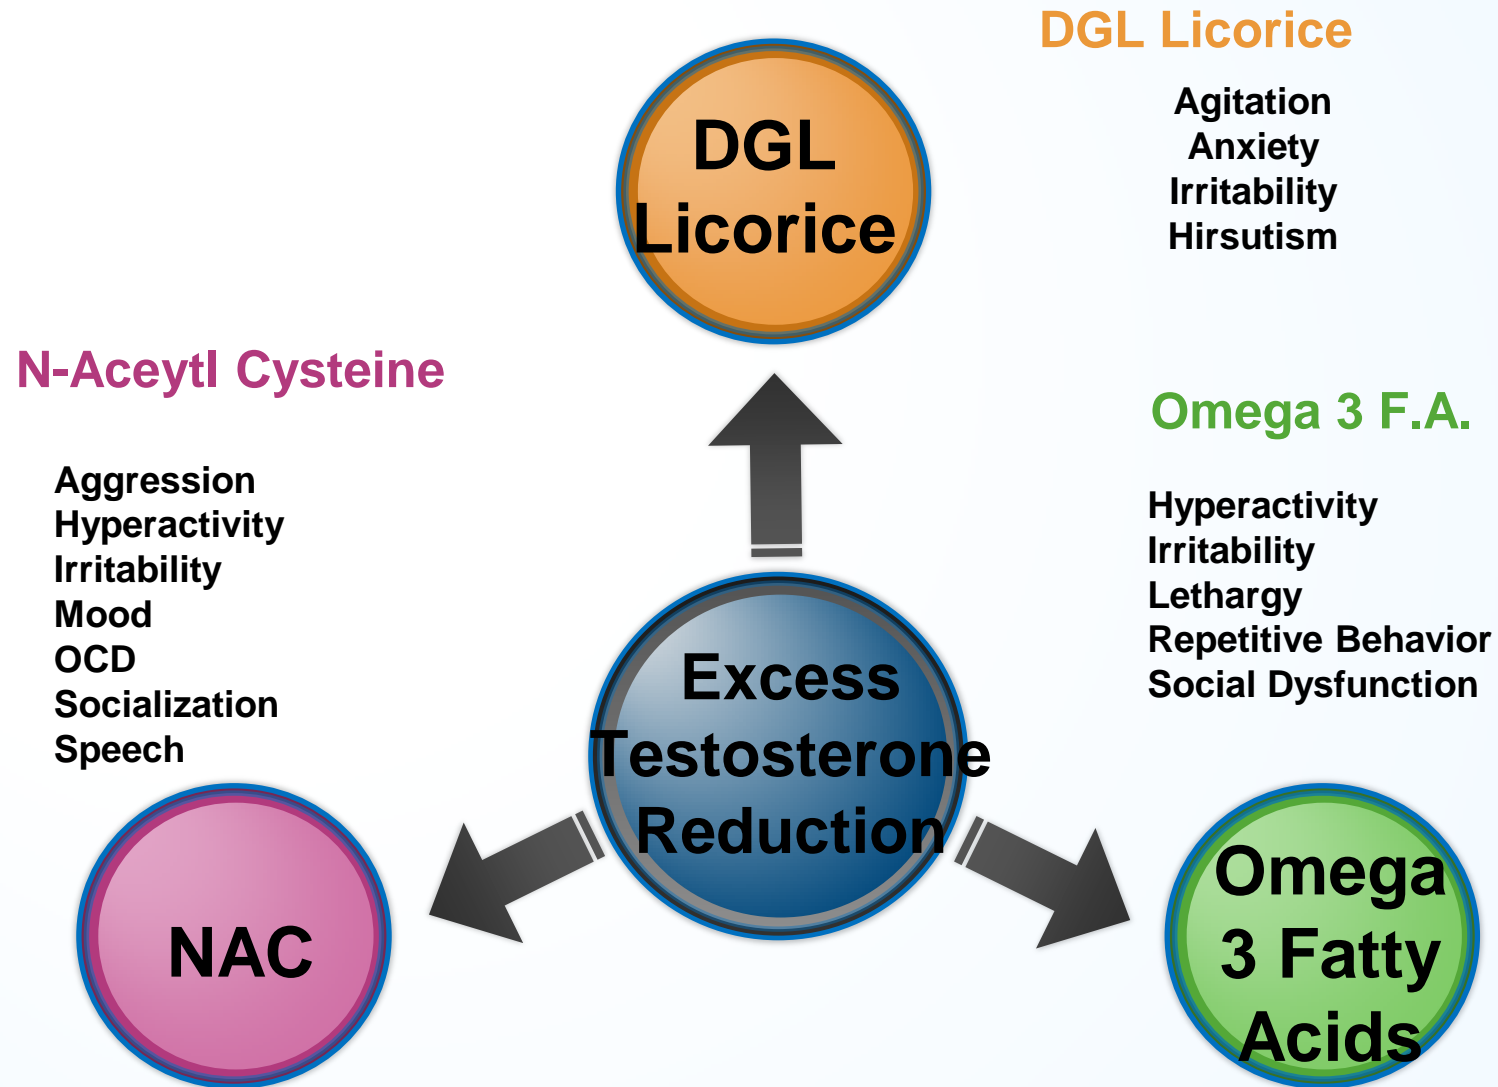 DGL Licorice
Agitation
Anxiety
Irritability
Hirsutism
DGL
Licorice
N-Aceytl Cysteine
Aggression
Hyperactivity
Irritability
Mood
OCD
Socialization
Speech
Omega 3 F.A.
Hyperactivity
Irritability
Lethargy
Repetitive Behavior
Social Dysfunction
Excess
Testosterone
Reduction
NAC
Omega
3 Fatty
Acids